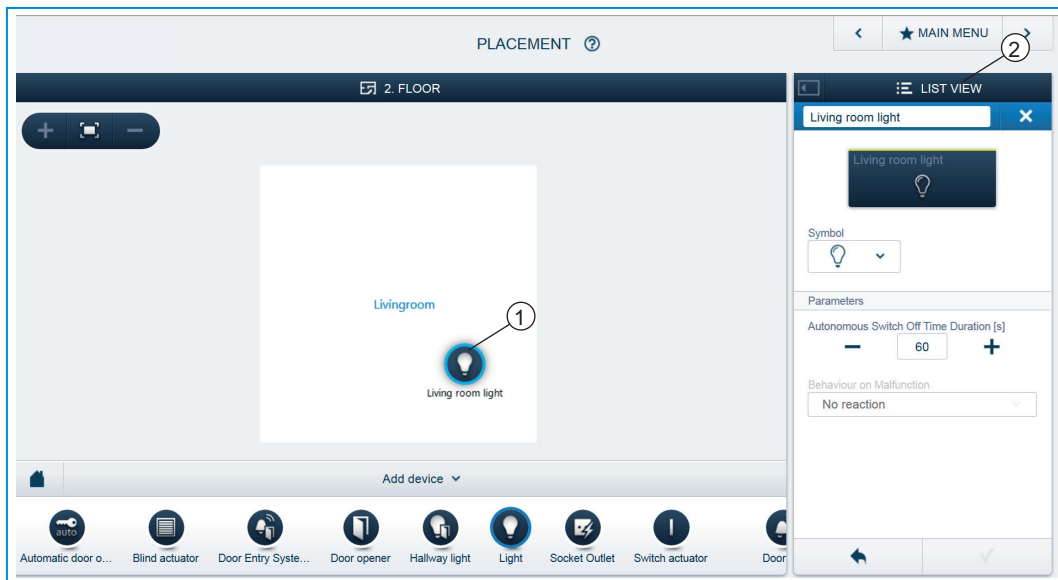 PLACEMENT ?
MAIN MENU
2
2. FLOOR
LIST VIEW
Living room light
Living room light
Symbol
Livingroom
1
Living room light
Parameters
Autonomous Switch Off Time Duration [s]
60
Behaviour on Malfunction
No reaction
Add device
auto
Automatic door o...
Blind actuator
Door Entry Syste...
Door opener
Hallway light
Light
Socket Outlet
Switch actuator
Door